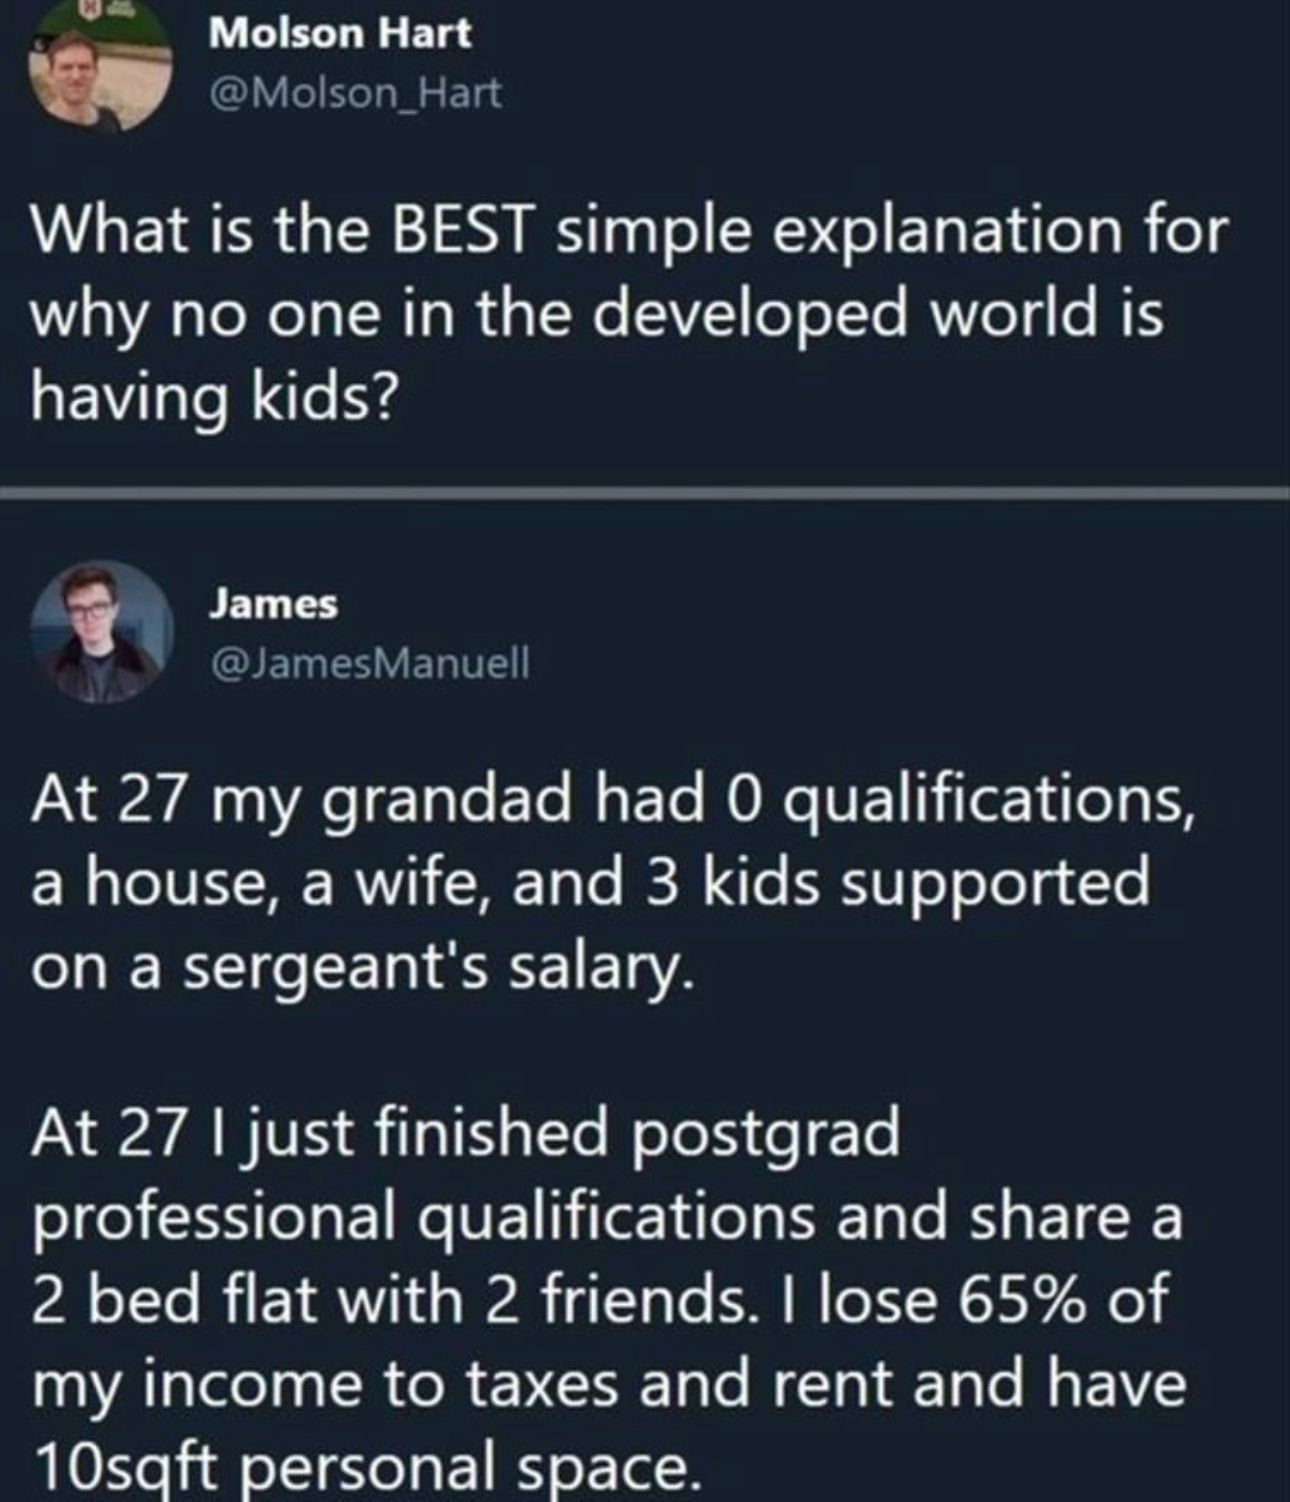 Molson Hart
@Molson_Hart
What is the BEST simple explanation for
why no one in the developed world is
having kids?
James
@JamesManuell
At 27 my grandad had 0 qualifications,
a house, a wife, and 3 kids supported
on a sergeant's salary.
At 27 I just finished postgrad
professional qualifications and share a
2 bed flat with 2 friends. I lose 65% of
my income to taxes and rent and have
10sqft personal space.